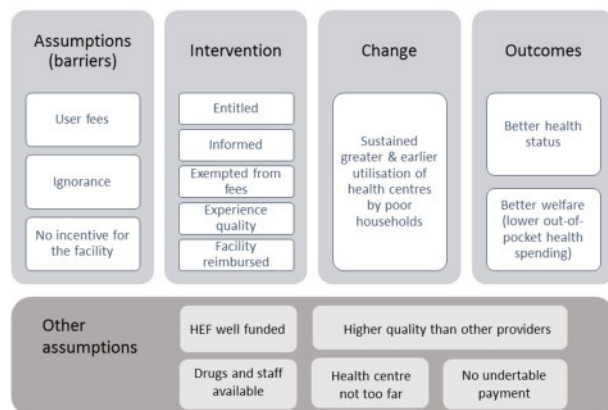 Assumptions
(barriers)
User fees
Ignorance
No incentive for
the facility
Intervention
Entitled
Informed
Exempted from
fees
Experience
quality
Facility
reimbursed
Change
Sustained
greater & earlier
utilisation of
health centres
by poor
households
Outcomes
Better health
status
Better welfare
(lower out-of-
pocket health
spending)
Other
assumptions
HEF well funded
Higher quality than other providers
Drugs and staff
available
Health centre
not too far
No undertable
payment